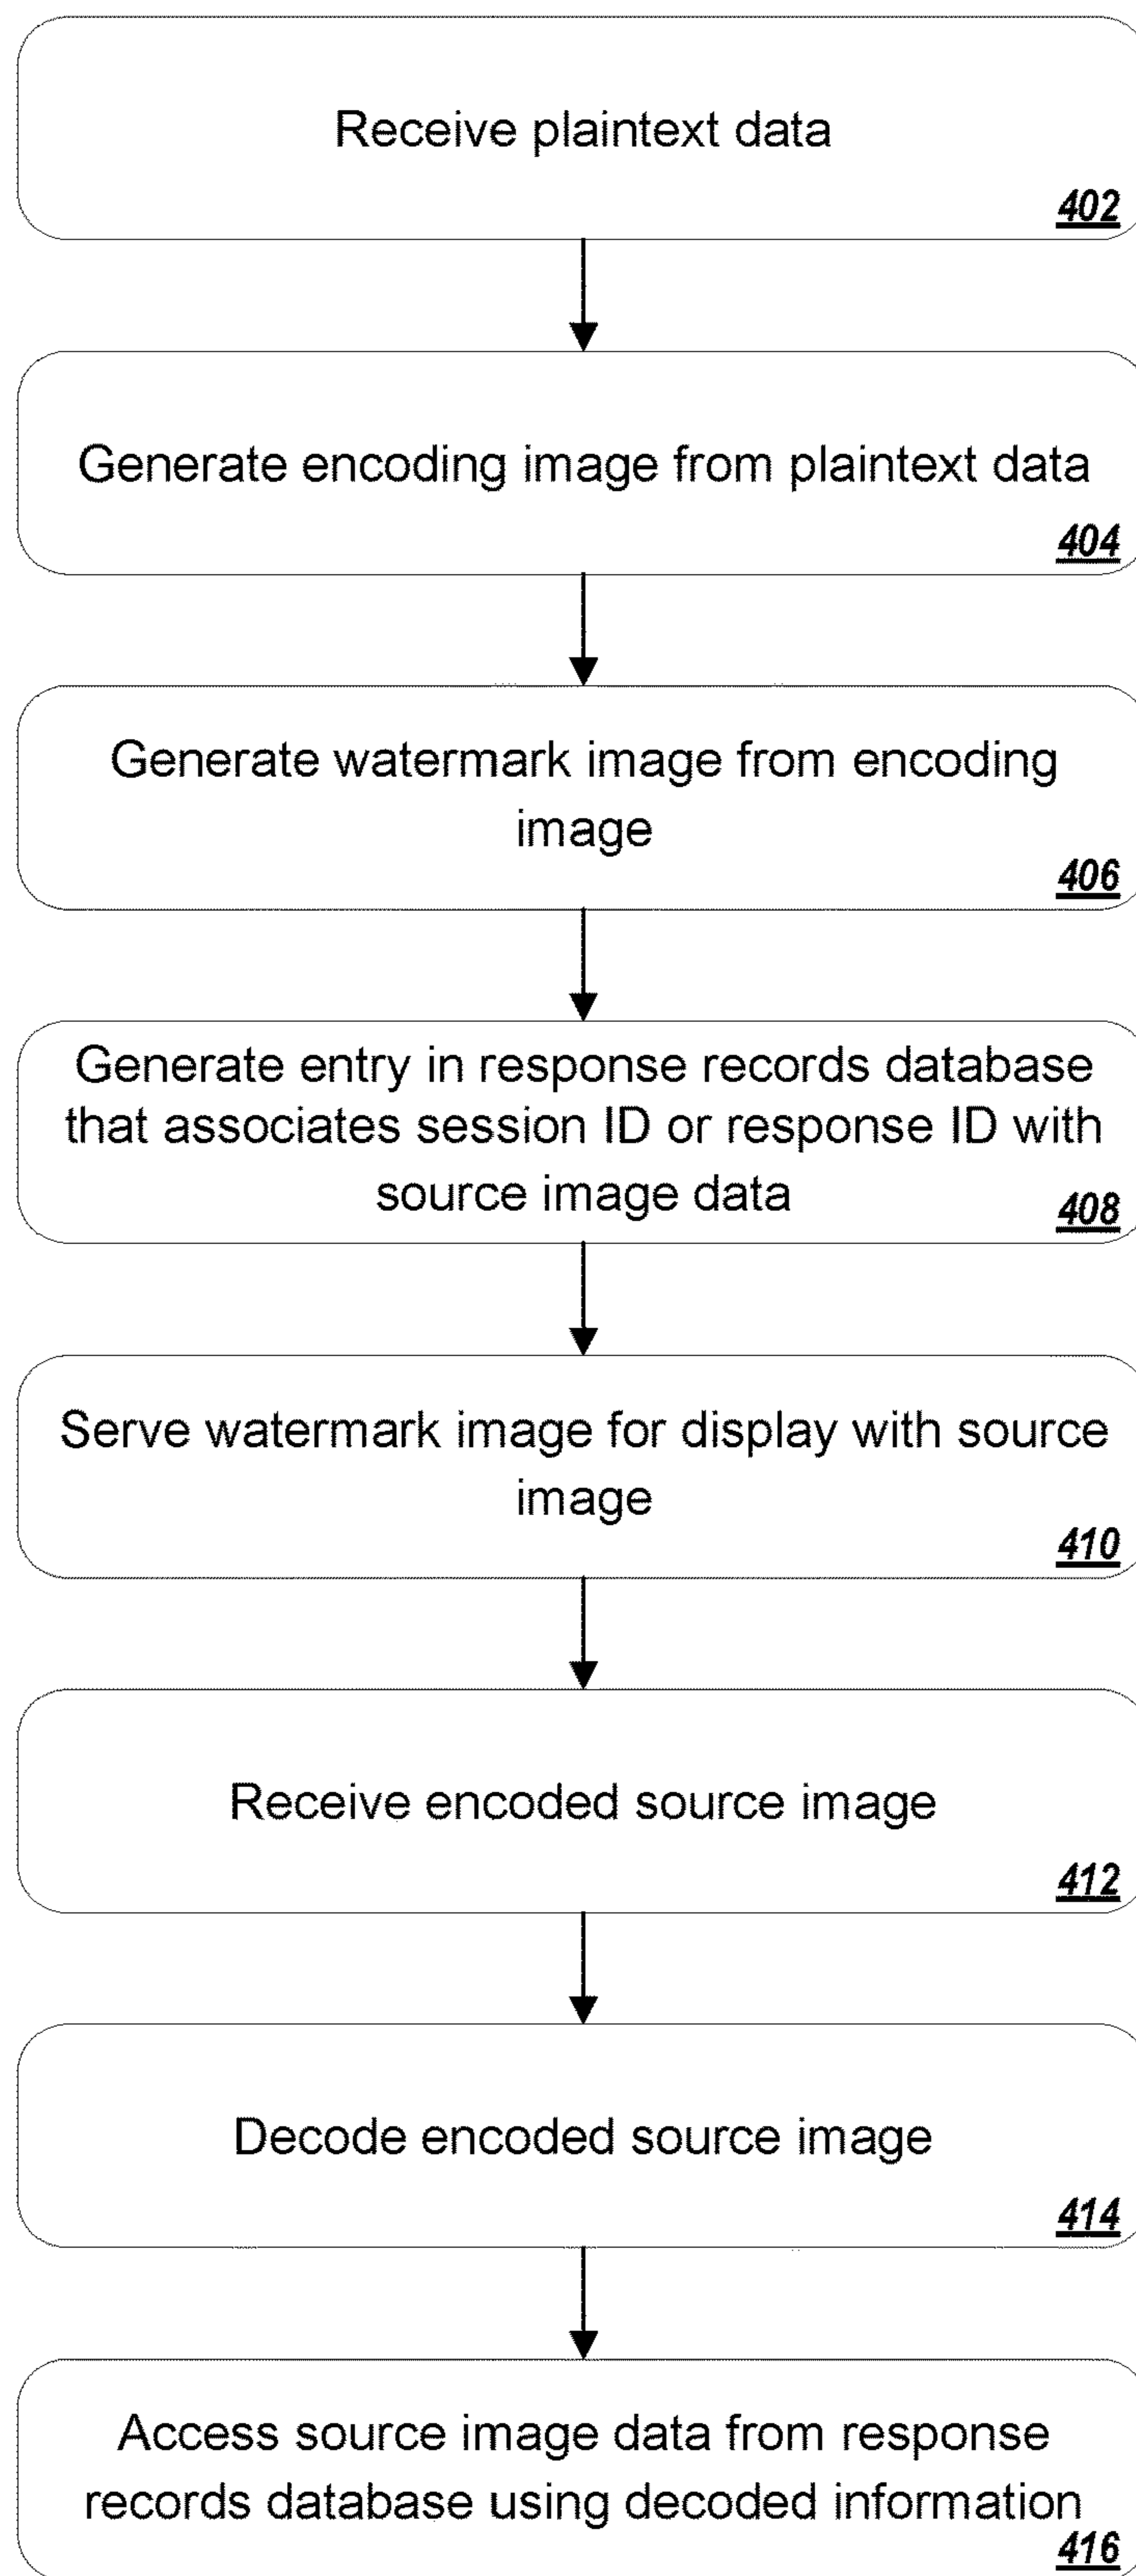 Receive plaintext data
402
Generate encoding image from plaintext data
404
Generate watermark image from encoding
image
406
Generate entry in response records database
that associates session ID or response ID with
source image data
408
Serve watermark image for display with source
image
410
Receive encoded source image
412
Decode encoded source image
414
Access source image data from response
records database using decoded information
416